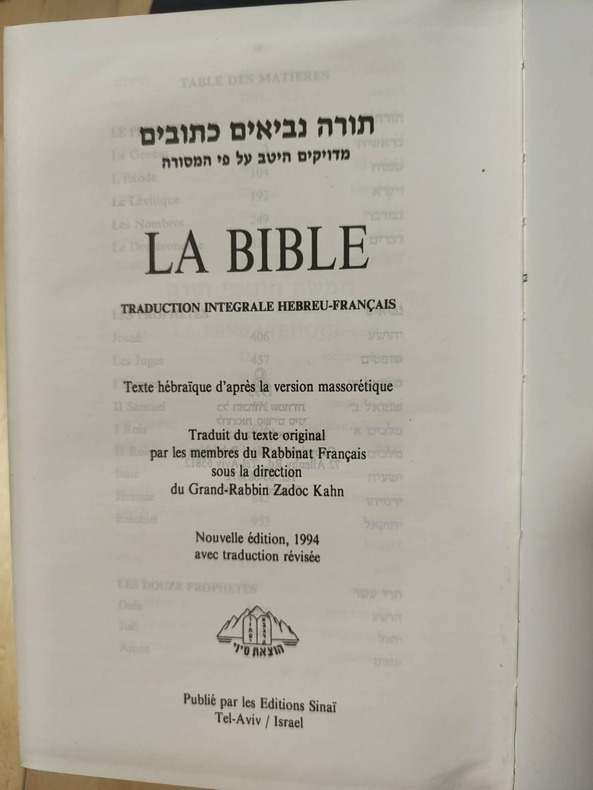 תורה נביאים כתובים
מדויקים היטב על פי המסורה
LA BIBLE
TRADUCTION INTEGRALE HEBREU-FRANÇAIS
Texte hébraïque d'après la version massorétique
Traduit du texte original
par les membres du Rabbinat Français
sous la direction
du Grand-Rabbin Zadoc Kahn
Nouvelle édition, 1994
avec traduction révisée
הוצאת סיני
Publié par les Editions Sinaï
Tel-Aviv / Israel